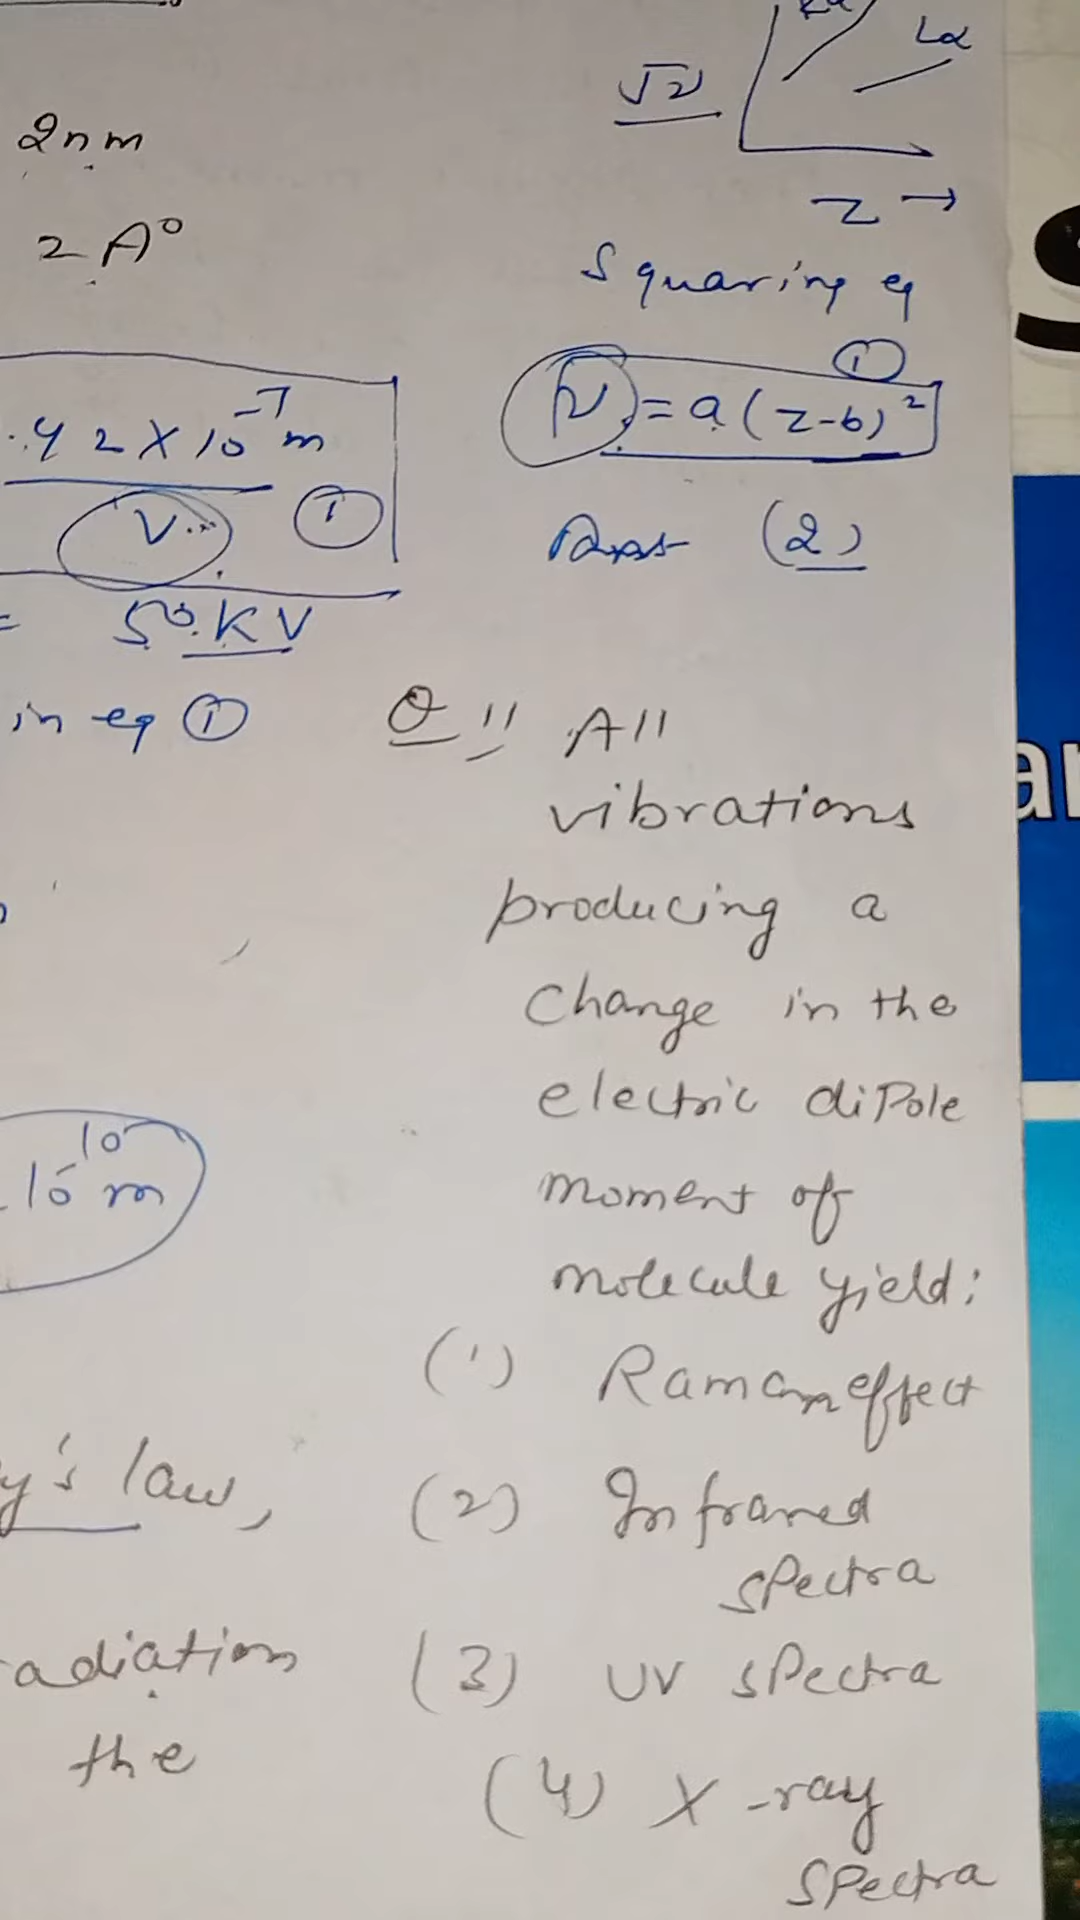 Kα
Lα
√ν
Z →
2nm
2 A°
Squaring eq
①
ν = a(z-b)²
.42 X 10⁻⁷ m
V
①
Ans (2)
= 50 KV
in eq ①
Q 11 All
vibrations
producing a
change in the
electric diPole
moment of
molecule yield:
10
10 m
(1) Raman effect
y's law,
(2) Infrared
sPectra
adiation
(3) UV sPectra
the
(4) X-ray
SPectra
ar